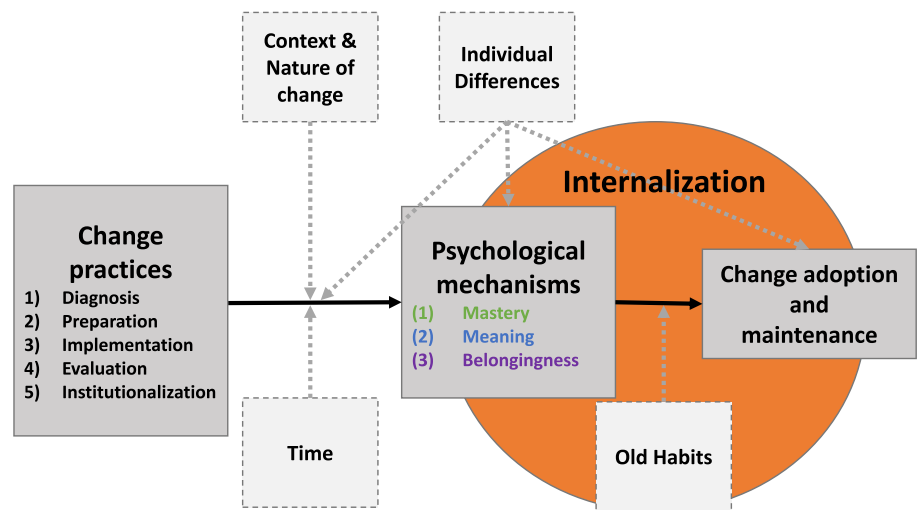 Context &
Nature of
change
Individual
Differences
Internalization
Change
practices
1) Diagnosis
2) Preparation
3) Implementation
4) Evaluation
5) Institutionalization
Psychological
mechanisms
(1) Mastery
(2) Meaning
(3) Belongingness
Change adoption
and
maintenance
Time
Old Habits